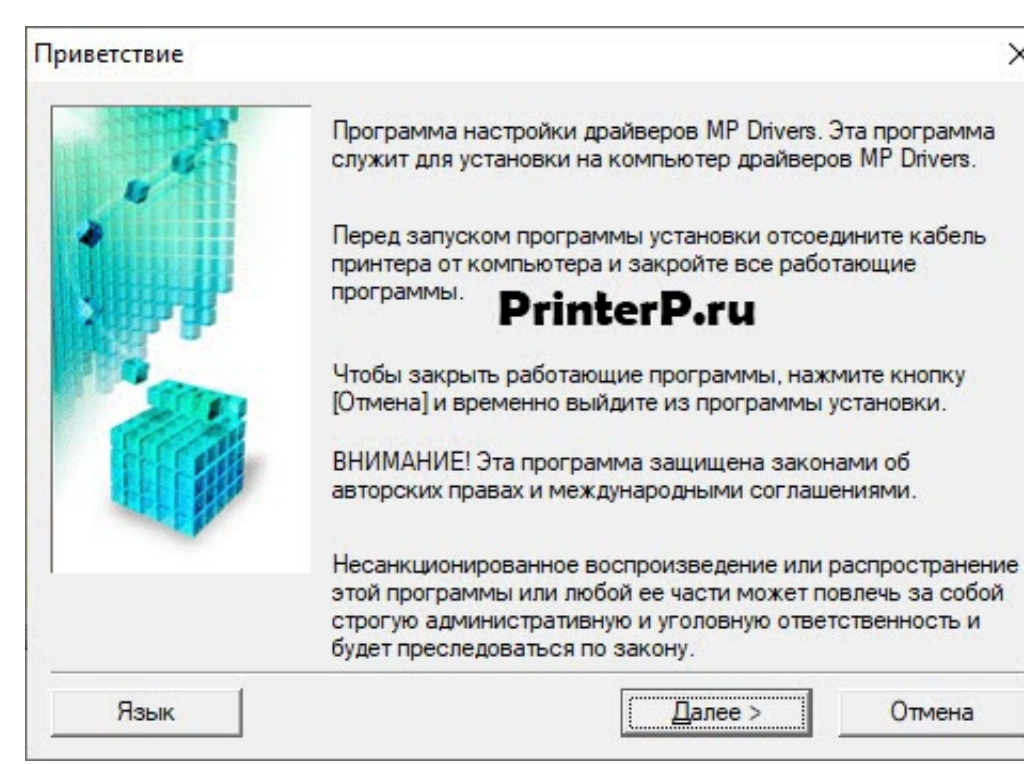 Приветствие
Программа настройки драйверов MP Drivers. Эта программа
служит для установки на компьютер драйверов MP Drivers.
Перед запуском программы установки отсоедините кабель
принтера от компьютера и закройте все работающие
программы.
PrinterP.ru
Чтобы закрыть работающие программы, нажмите кнопку
[Отмена] и временно выйдите из программы установки.
ВНИМАНИЕ! Эта программа защищена законами об
авторских правах и международными соглашениями.
Несанкционированное воспроизведение или распространение
этой программы или любой ее части может повлечь за собой
строгую административную и уголовную ответственность и
будет преследоваться по закону.
Язык
Далее >
Отмена